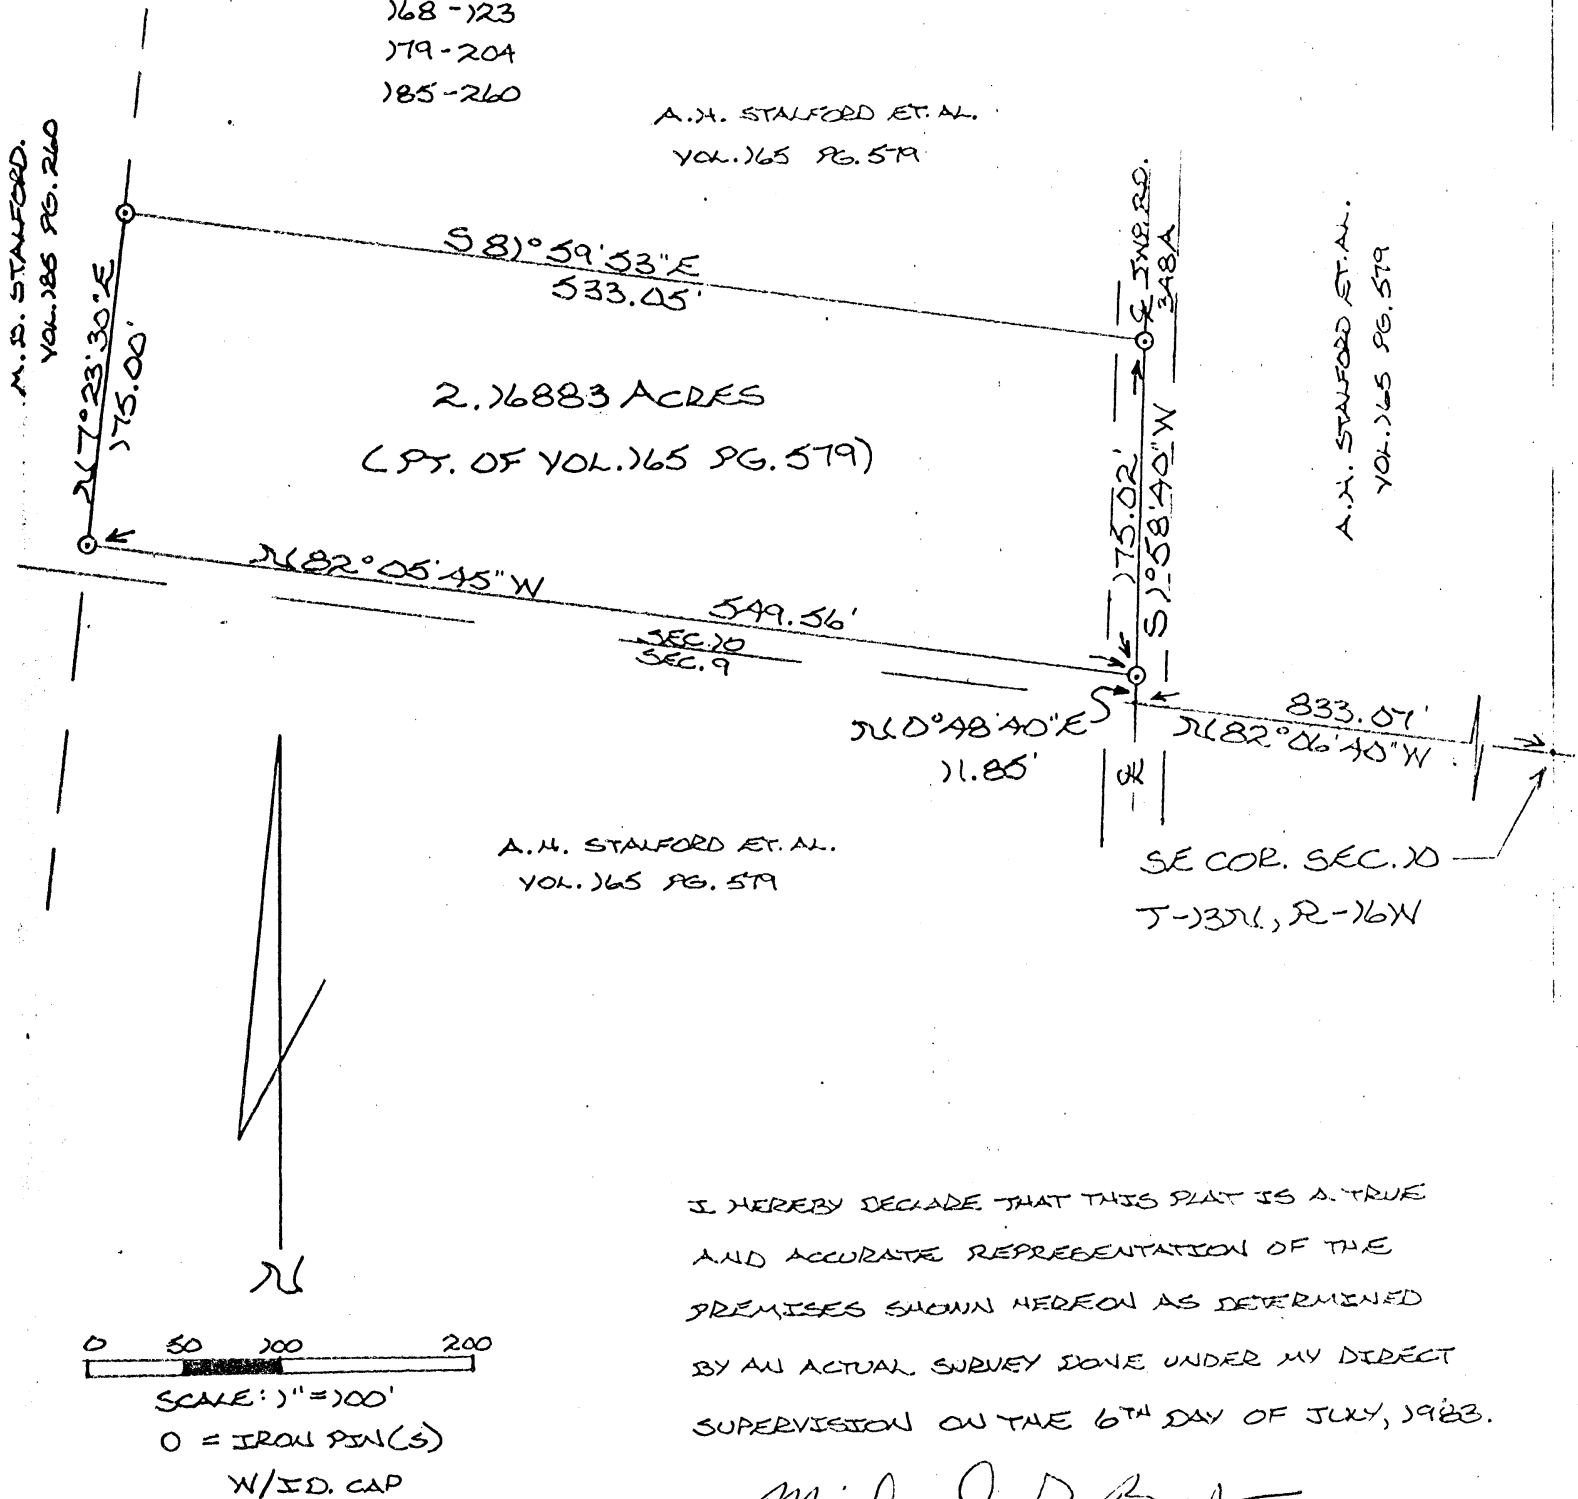 168-123
179-204
185-260
A.H. STALFORD ET. AL.
VOL. 165 PG. 579
M.D. STALFORD.
VOL. 185 PG. 260
N 7° 23' 30" E
175.00'
S 81° 59' 53" E
533.05'
℄ TWP. RD.
348A
A.H. STALFORD ET. AL.
VOL. 165 PG. 579
2.16883 ACRES
(PT. OF VOL. 165 PG. 579)
175.02'
S 1° 58' 40" W
N 82° 05' 45" W
549.56'
SEC. 10
SEC. 9
N 0° 48' 40" E
11.85'
833.07'
N 82° 06' 40" W
℄
A.H. STALFORD ET. AL.
VOL. 165 PG. 579
SE COR. SEC. 10
T-13N, R-16W
N
0 50 100 200
SCALE: 1" = 100'
O = IRON PIN(S)
W/ID. CAP
I HEREBY DECLARE THAT THIS PLAT IS A TRUE
AND ACCURATE REPRESENTATION OF THE
PREMISES SHOWN HEREON AS DETERMINED
BY AN ACTUAL SURVEY DONE UNDER MY DIRECT
SUPERVISION ON THE 6TH DAY OF JULY, 1983.